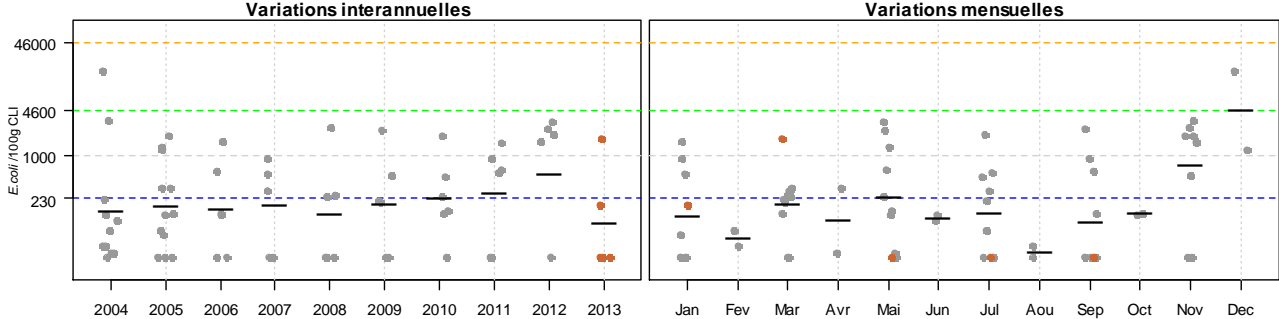 Variations interannuelles
Variations mensuelles
E.coli /100g CLI
46000
4600
1000
230
2004 2005 2006 2007 2008 2009 2010 2011 2012 2013
Jan Fev Mar Avr Mai Jun Jul Aou Sep Oct Nov Dec